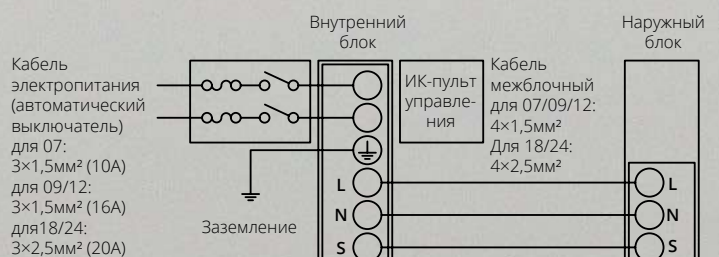 Внутренний
блок
Наружный
блок
Кабель
электропитания
(автоматический
выключатель)
для 07:
3×1,5мм² (10А)
для 09/12:
3×1,5мм² (16А)
для18/24:
3×2,5мм² (20А)
Заземление
ИК-пульт
управле-
ния
Кабель
межблочный
для 07/09/12:
4×1,5мм²
Для 18/24:
4×2,5мм²
L
N
S
L
N
S